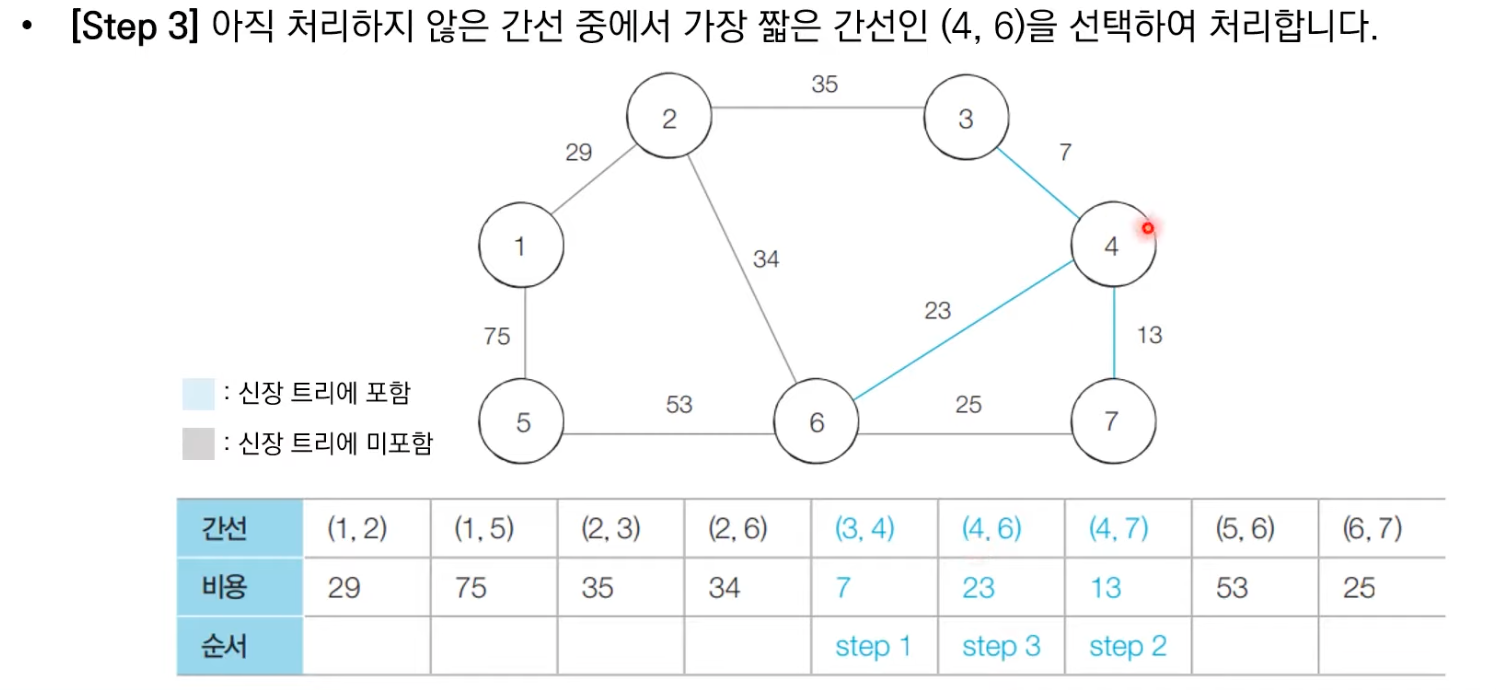 • [Step 3] 아직 처리하지 않은 간선 중에서 가장 짧은 간선인 (4, 6)을 선택하여 처리합니다.
35
2
3
29
7
1
4
34
23
75
13
: 신장 트리에 포함
53
25
5
6
7
: 신장 트리에 미포함
간선 (1, 2) (1, 5) (2, 3) (2, 6) (3, 4) (4, 6) (4, 7) (5, 6) (6, 7)
비용 29 75 35 34 7 23 13 53 25
순서 step 1 step 3 step 2